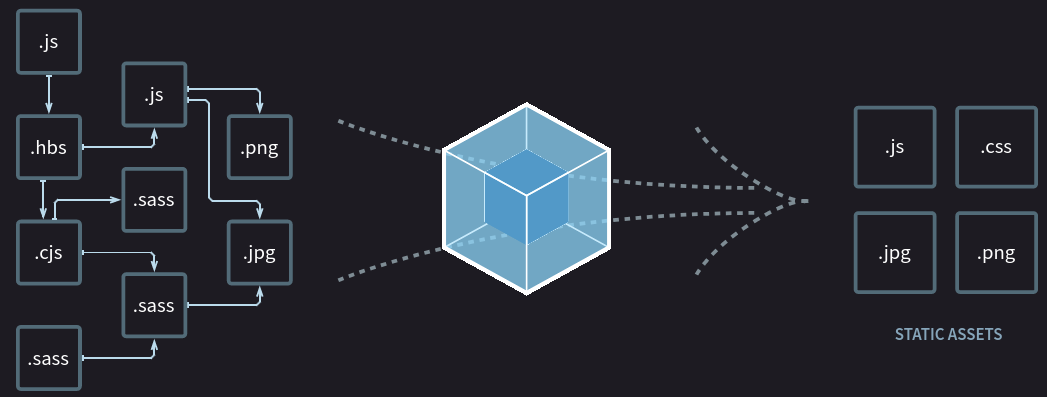 .js
.js
.hbs
.png
.sass
.cjs
.jpg
.sass
.sass
.js
.css
.jpg
.png
STATIC ASSETS